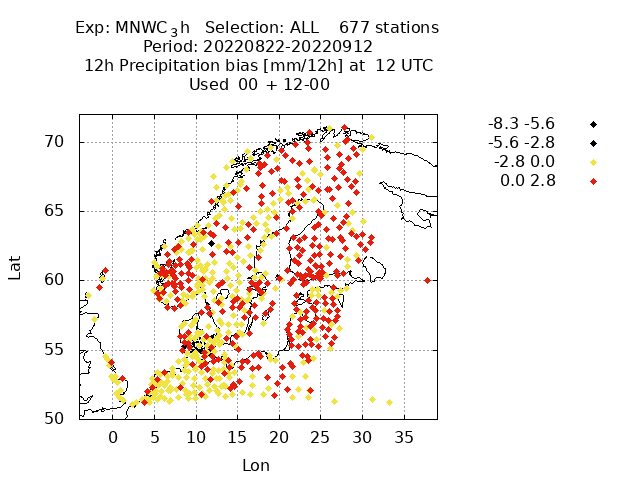 Exp: MNWC_3h   Selection: ALL    677 stations
Period: 20220822-20220912
12h Precipitation bias [mm/12h] at  12 UTC
Used  00 + 12-00
-8.3 -5.6
-5.6 -2.8
-2.8 0.0
0.0 2.8
70
65
60
55
50
Lat
0 5 10 15 20 25 30 35
Lon